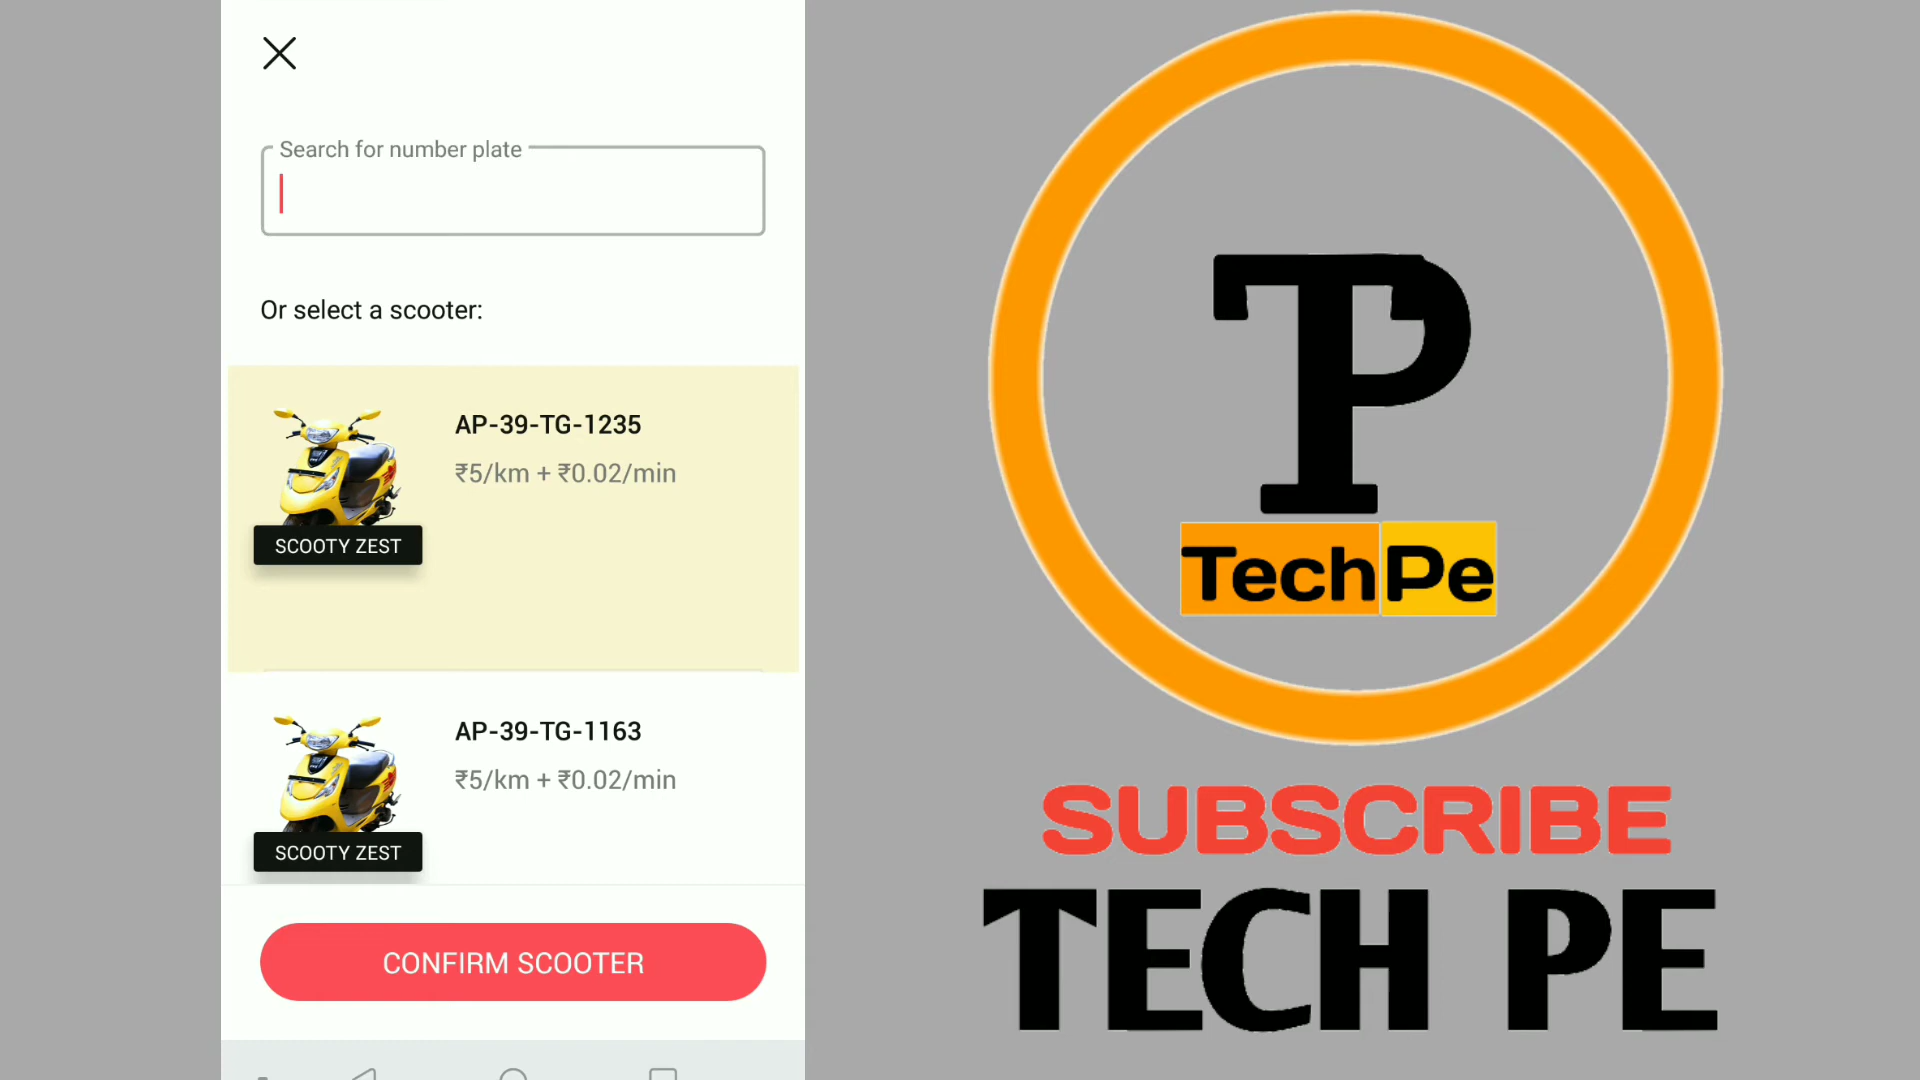 Search for number plate
Or select a scooter:
AP-39-TG-1235
₹5/km + ₹0.02/min
SCOOTY ZEST
AP-39-TG-1163
₹5/km + ₹0.02/min
SCOOTY ZEST
CONFIRM SCOOTER
TP
TechPe
SUBSCRIBE
TECH PE